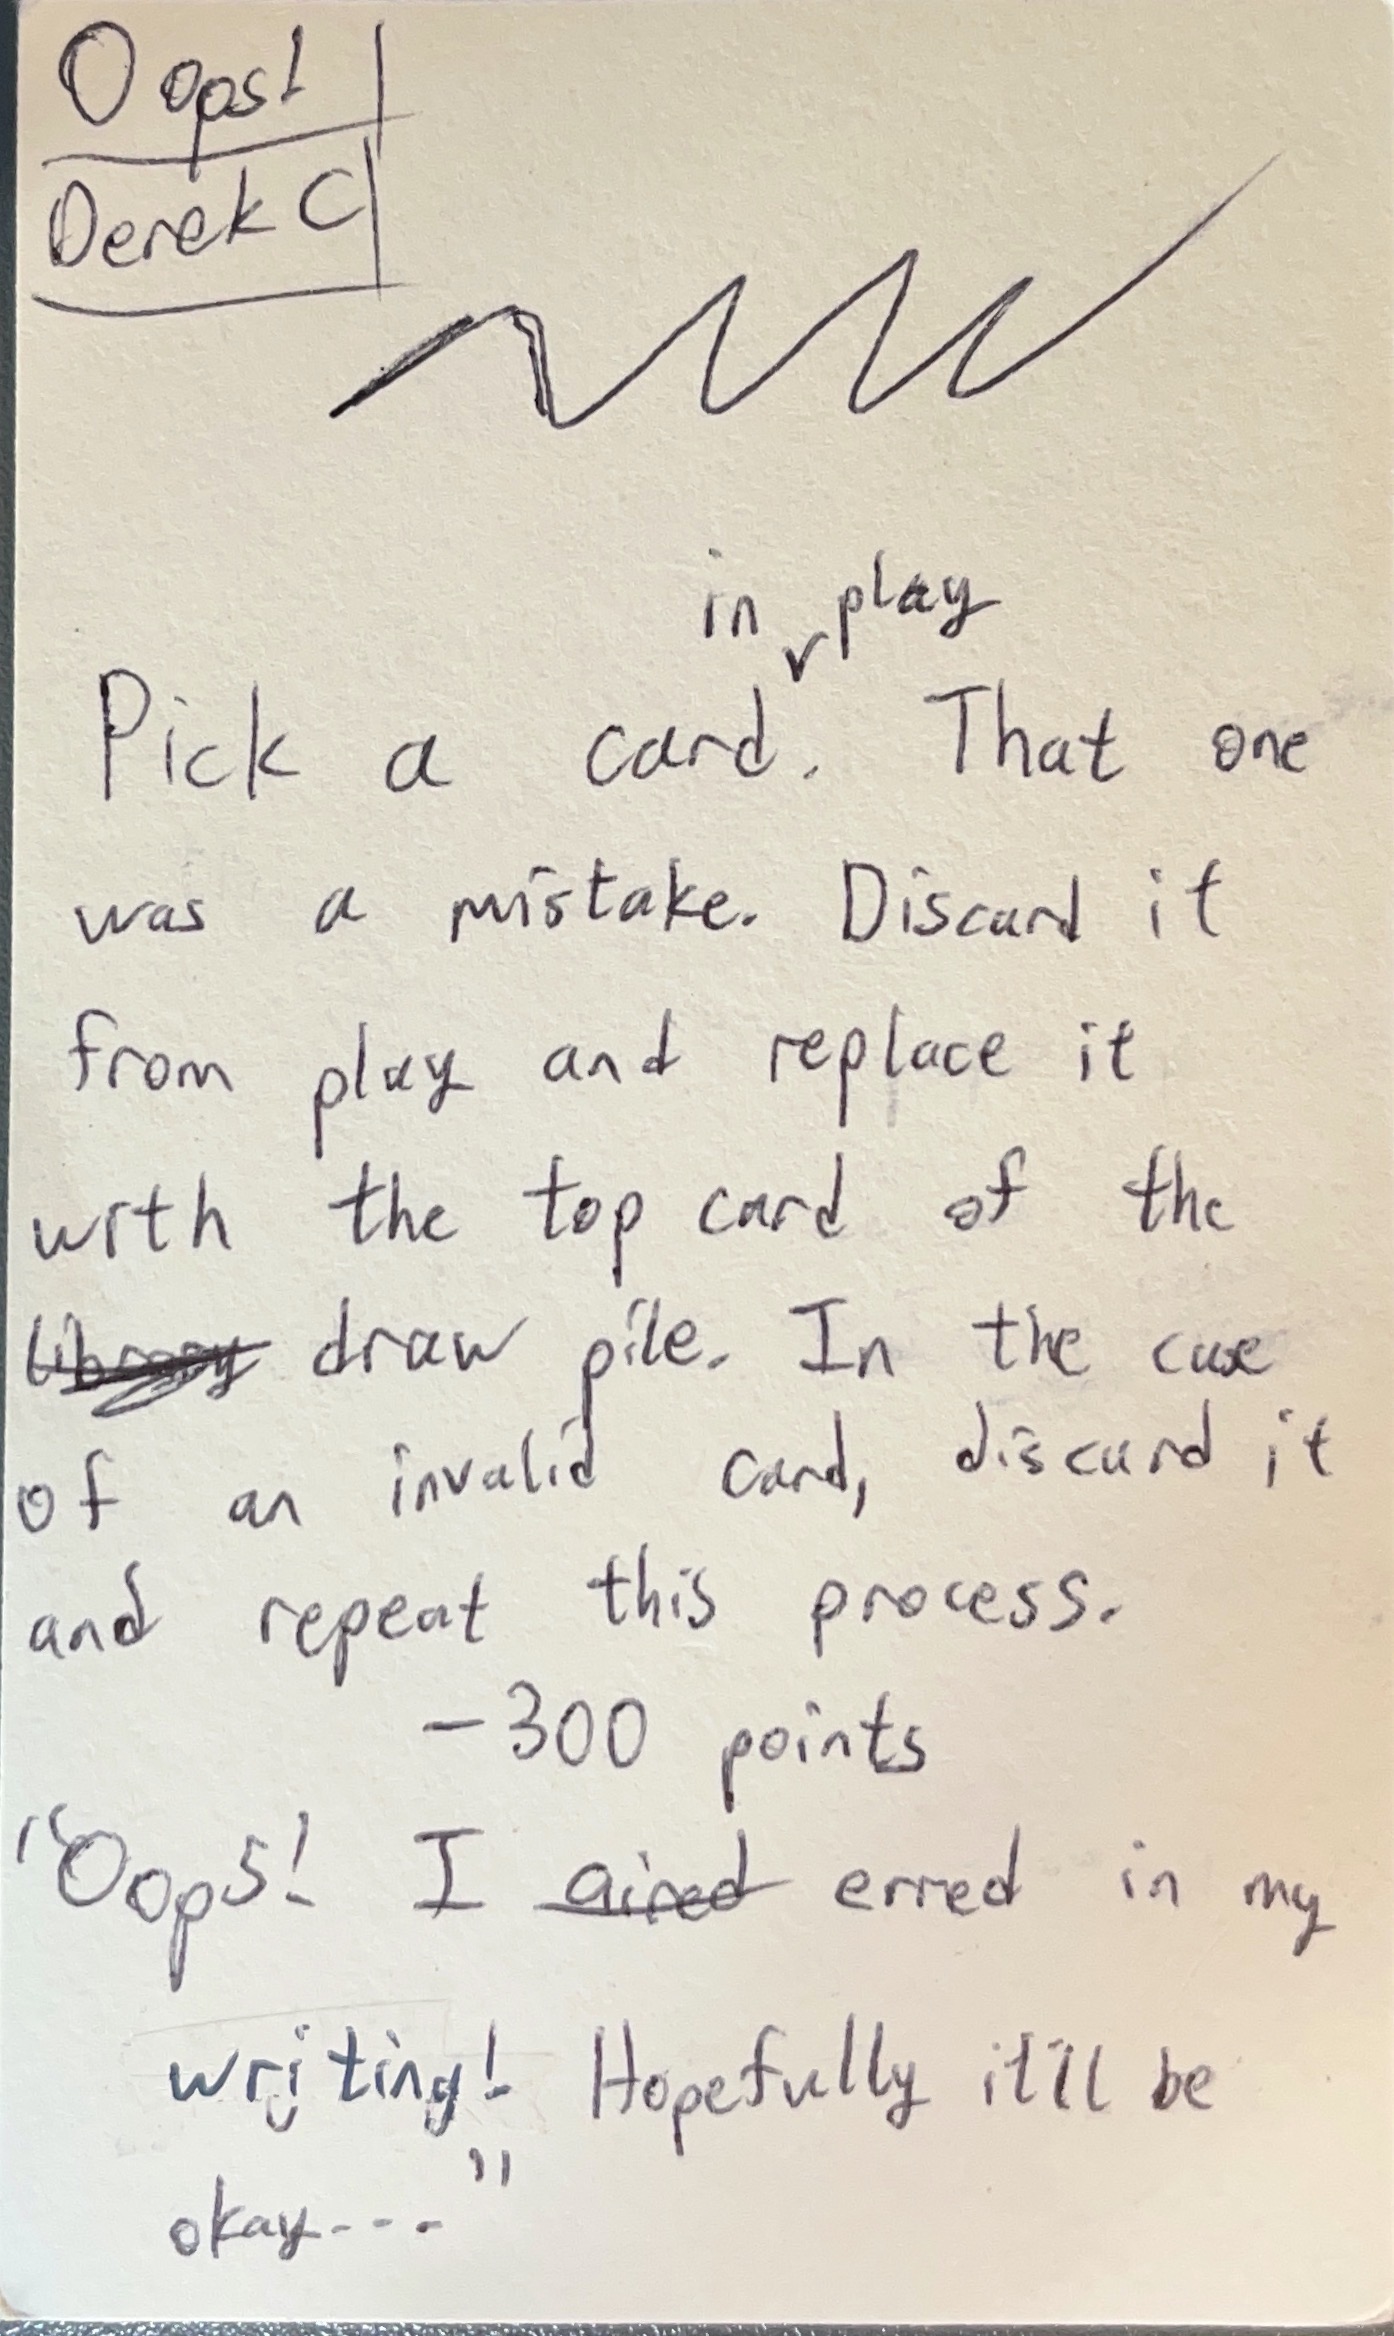 Oops!
Derek C
in play
Pick a card. That one
was a mistake. Discard it
from play and replace it
with the top card of the
library draw pile. In the case
of an invalid card, discard it
and repeat this process.
-300 points
"Oops! I aired erred in my
writing! Hopefully it'll be
okay...."